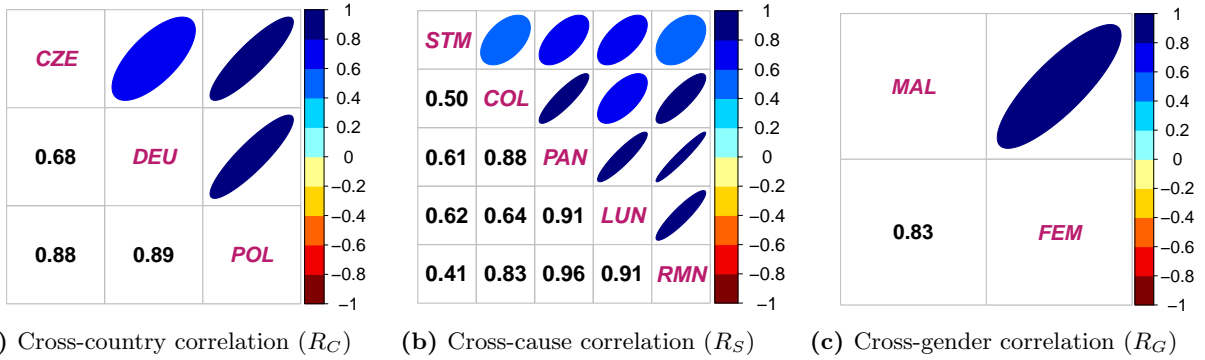 CZE
0.68 DEU
0.88 0.89 POL
1
0.8
0.6
0.4
0.2
0
−0.2
−0.4
−0.6
−0.8
−1
) Cross-country correlation (R_C)
STM
0.50 COL
0.61 0.88 PAN
0.62 0.64 0.91 LUN
0.41 0.83 0.96 0.91 RMN
1
0.8
0.6
0.4
0.2
0
−0.2
−0.4
−0.6
−0.8
−1
(b) Cross-cause correlation (R_S)
MAL
0.83 FEM
1
0.8
0.6
0.4
0.2
0
−0.2
−0.4
−0.6
−0.8
−1
(c) Cross-gender correlation (R_G)